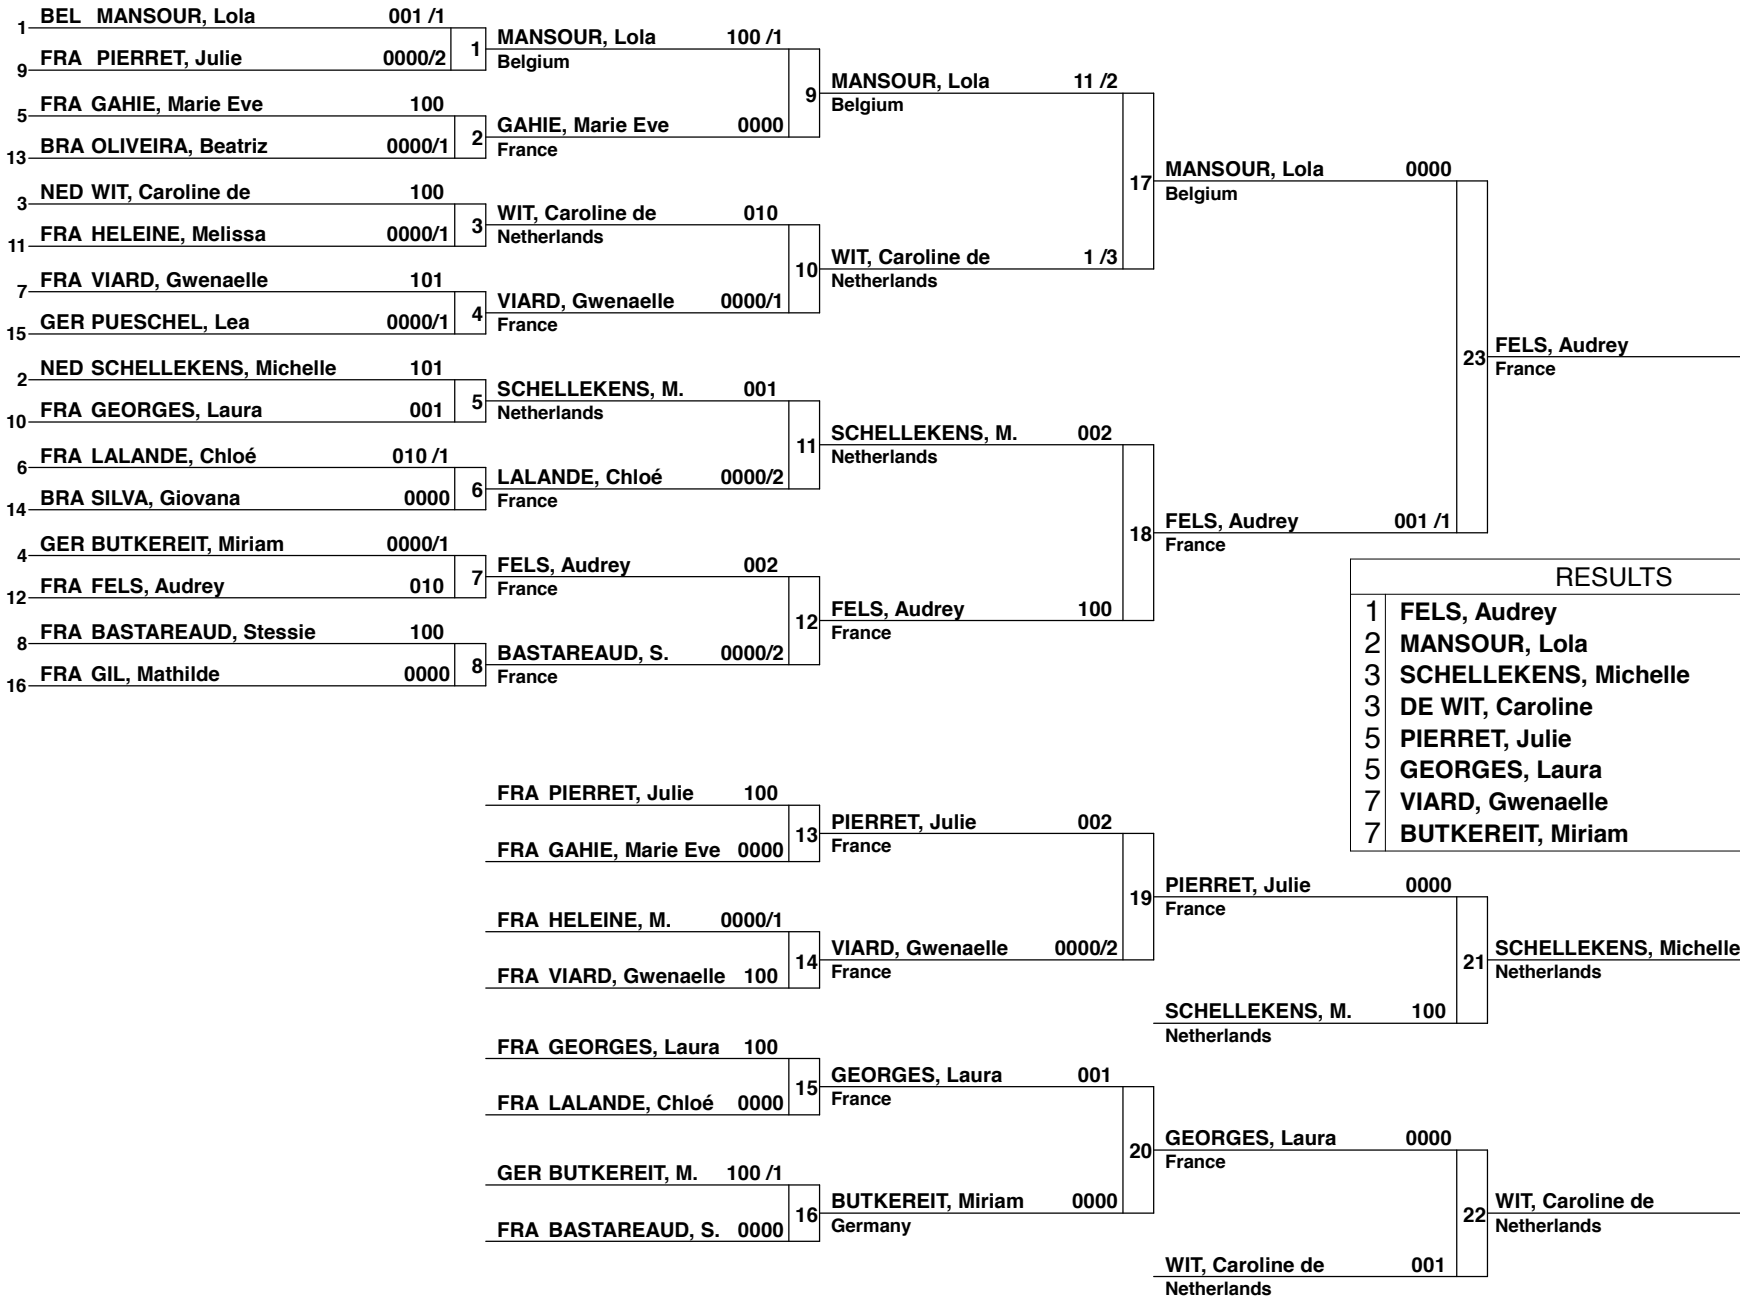 1 BEL MANSOUR, Lola 001 /1
9 FRA PIERRET, Julie 0000/2
5 FRA GAHIE, Marie Eve 100
13 BRA OLIVEIRA, Beatriz 0000/1
3 NED WIT, Caroline de 100
11 FRA HELEINE, Melissa 0000/1
7 FRA VIARD, Gwenaelle 101
15 GER PUESCHEL, Lea 0000/1
2 NED SCHELLEKENS, Michelle 101
10 FRA GEORGES, Laura 001
6 FRA LALANDE, Chloé 010 /1
14 BRA SILVA, Giovana 0000
4 GER BUTKEREIT, Miriam 0000/1
12 FRA FELS, Audrey 010
8 FRA BASTAREAUD, Stessie 100
16 FRA GIL, Mathilde 0000
1 MANSOUR, Lola 100 /1
Belgium
2 GAHIE, Marie Eve 0000
France
3 WIT, Caroline de 010
Netherlands
4 VIARD, Gwenaelle 0000/1
France
5 SCHELLEKENS, M. 001
Netherlands
6 LALANDE, Chloé 0000/2
France
7 FELS, Audrey 002
France
8 BASTAREAUD, S. 0000/2
France
9 MANSOUR, Lola 11 /2
Belgium
10 WIT, Caroline de 1 /3
Netherlands
11 SCHELLEKENS, M. 002
Netherlands
12 FELS, Audrey 100
France
17 MANSOUR, Lola 0000
Belgium
18 FELS, Audrey 001 /1
France
23 FELS, Audrey
France
RESULTS
1 FELS, Audrey
2 MANSOUR, Lola
3 SCHELLEKENS, Michelle
3 DE WIT, Caroline
5 PIERRET, Julie
5 GEORGES, Laura
7 VIARD, Gwenaelle
7 BUTKEREIT, Miriam
FRA PIERRET, Julie 100
FRA GAHIE, Marie Eve 0000
FRA HELEINE, M. 0000/1
FRA VIARD, Gwenaelle 100
FRA GEORGES, Laura 100
FRA LALANDE, Chloé 0000
GER BUTKEREIT, M. 100 /1
FRA BASTAREAUD, S. 0000
13 PIERRET, Julie 002
France
14 VIARD, Gwenaelle 0000/2
France
15 GEORGES, Laura 001
France
16 BUTKEREIT, Miriam 0000
Germany
19 PIERRET, Julie 0000
France
SCHELLEKENS, M. 100
Netherlands
20 GEORGES, Laura 0000
France
WIT, Caroline de 001
Netherlands
21 SCHELLEKENS, Michelle
Netherlands
22 WIT, Caroline de
Netherlands